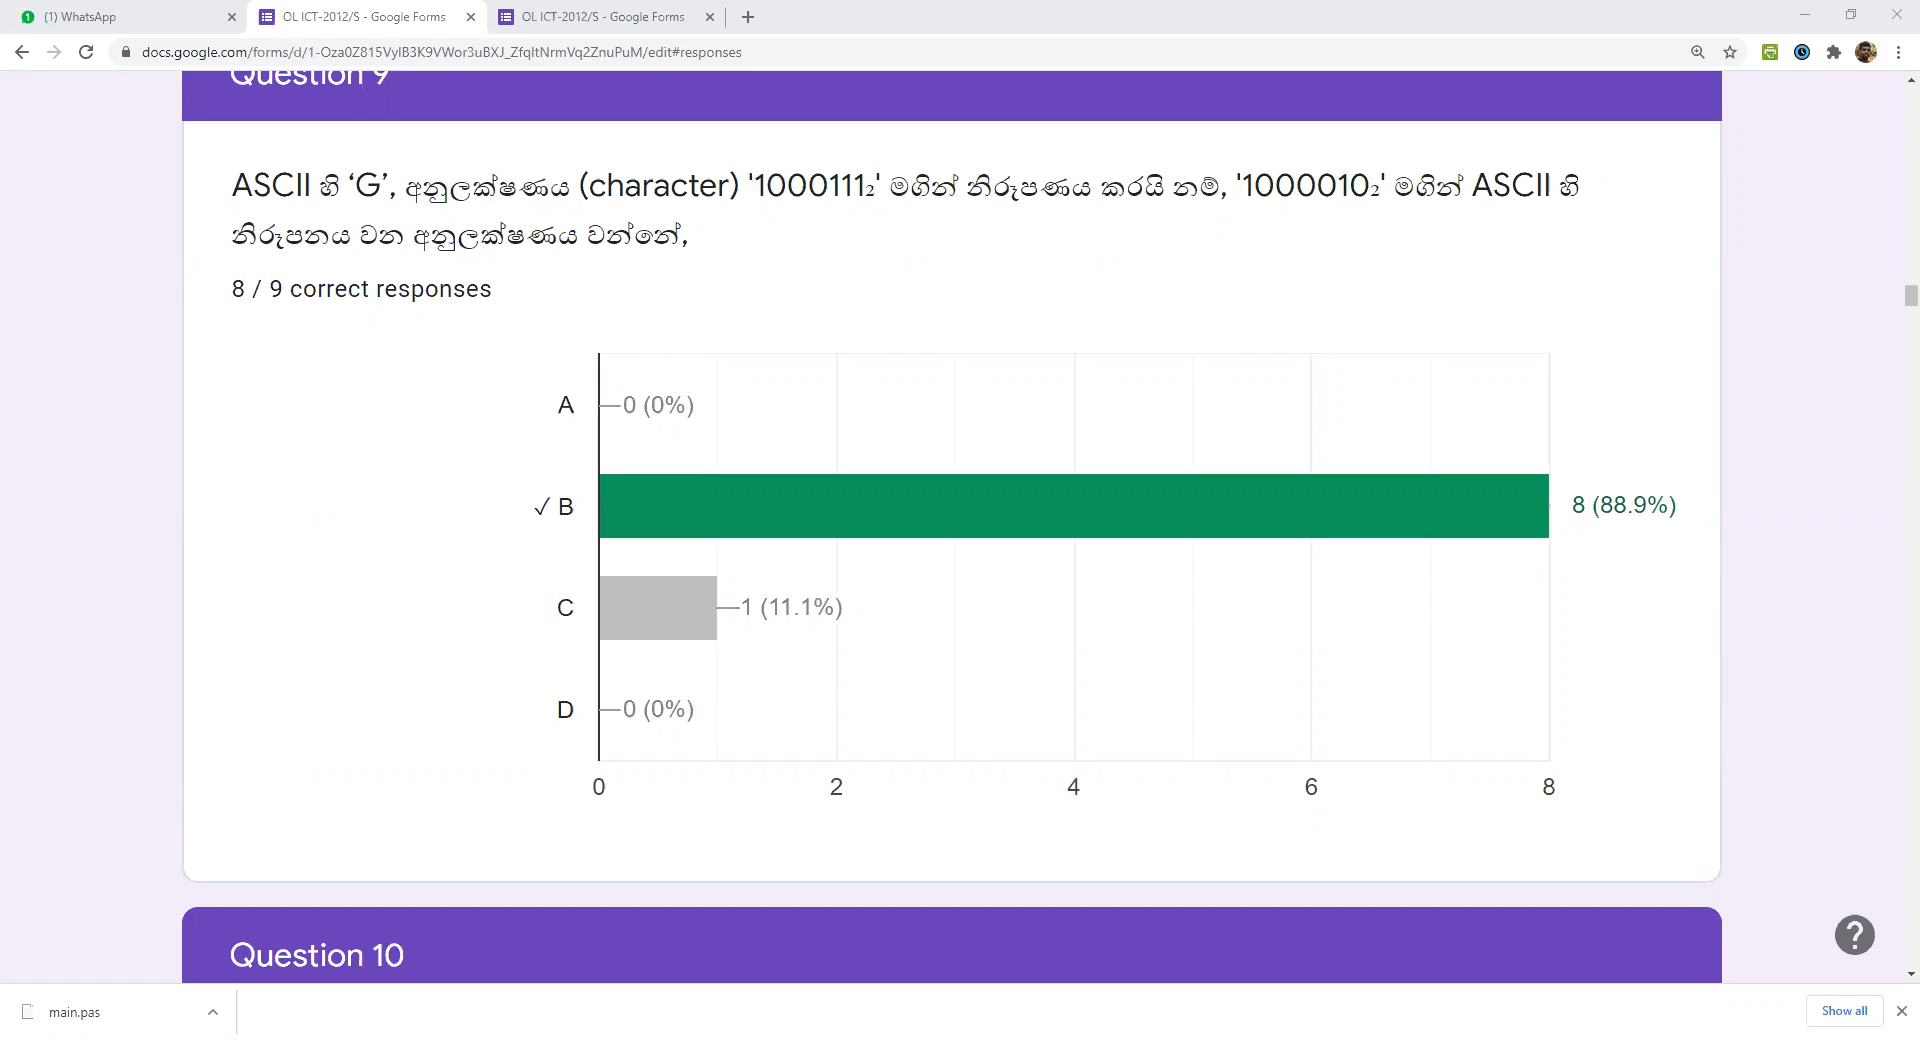 (1) WhatsApp
OL ICT-2012/S - Google Forms
OL ICT-2012/S - Google Forms
docs.google.com/forms/d/1-Oza0Z815VylB3K9VWor3uBXJ_ZfqItNrmVq2ZnuPuM/edit#responses
Question 9
ASCII හි ‘G’, අනුලක්ෂණය (character) '1000111₂' මගින් නිරූපණය කරයි නම්, '1000010₂' මගින් ASCII හි
නිරූපනය වන අනුලක්ෂණය වන්නේ,
8 / 9 correct responses
A
0 (0%)
✓ B
8 (88.9%)
C
1 (11.1%)
D
0 (0%)
0 2 4 6 8
Question 10
main.pas
Show all